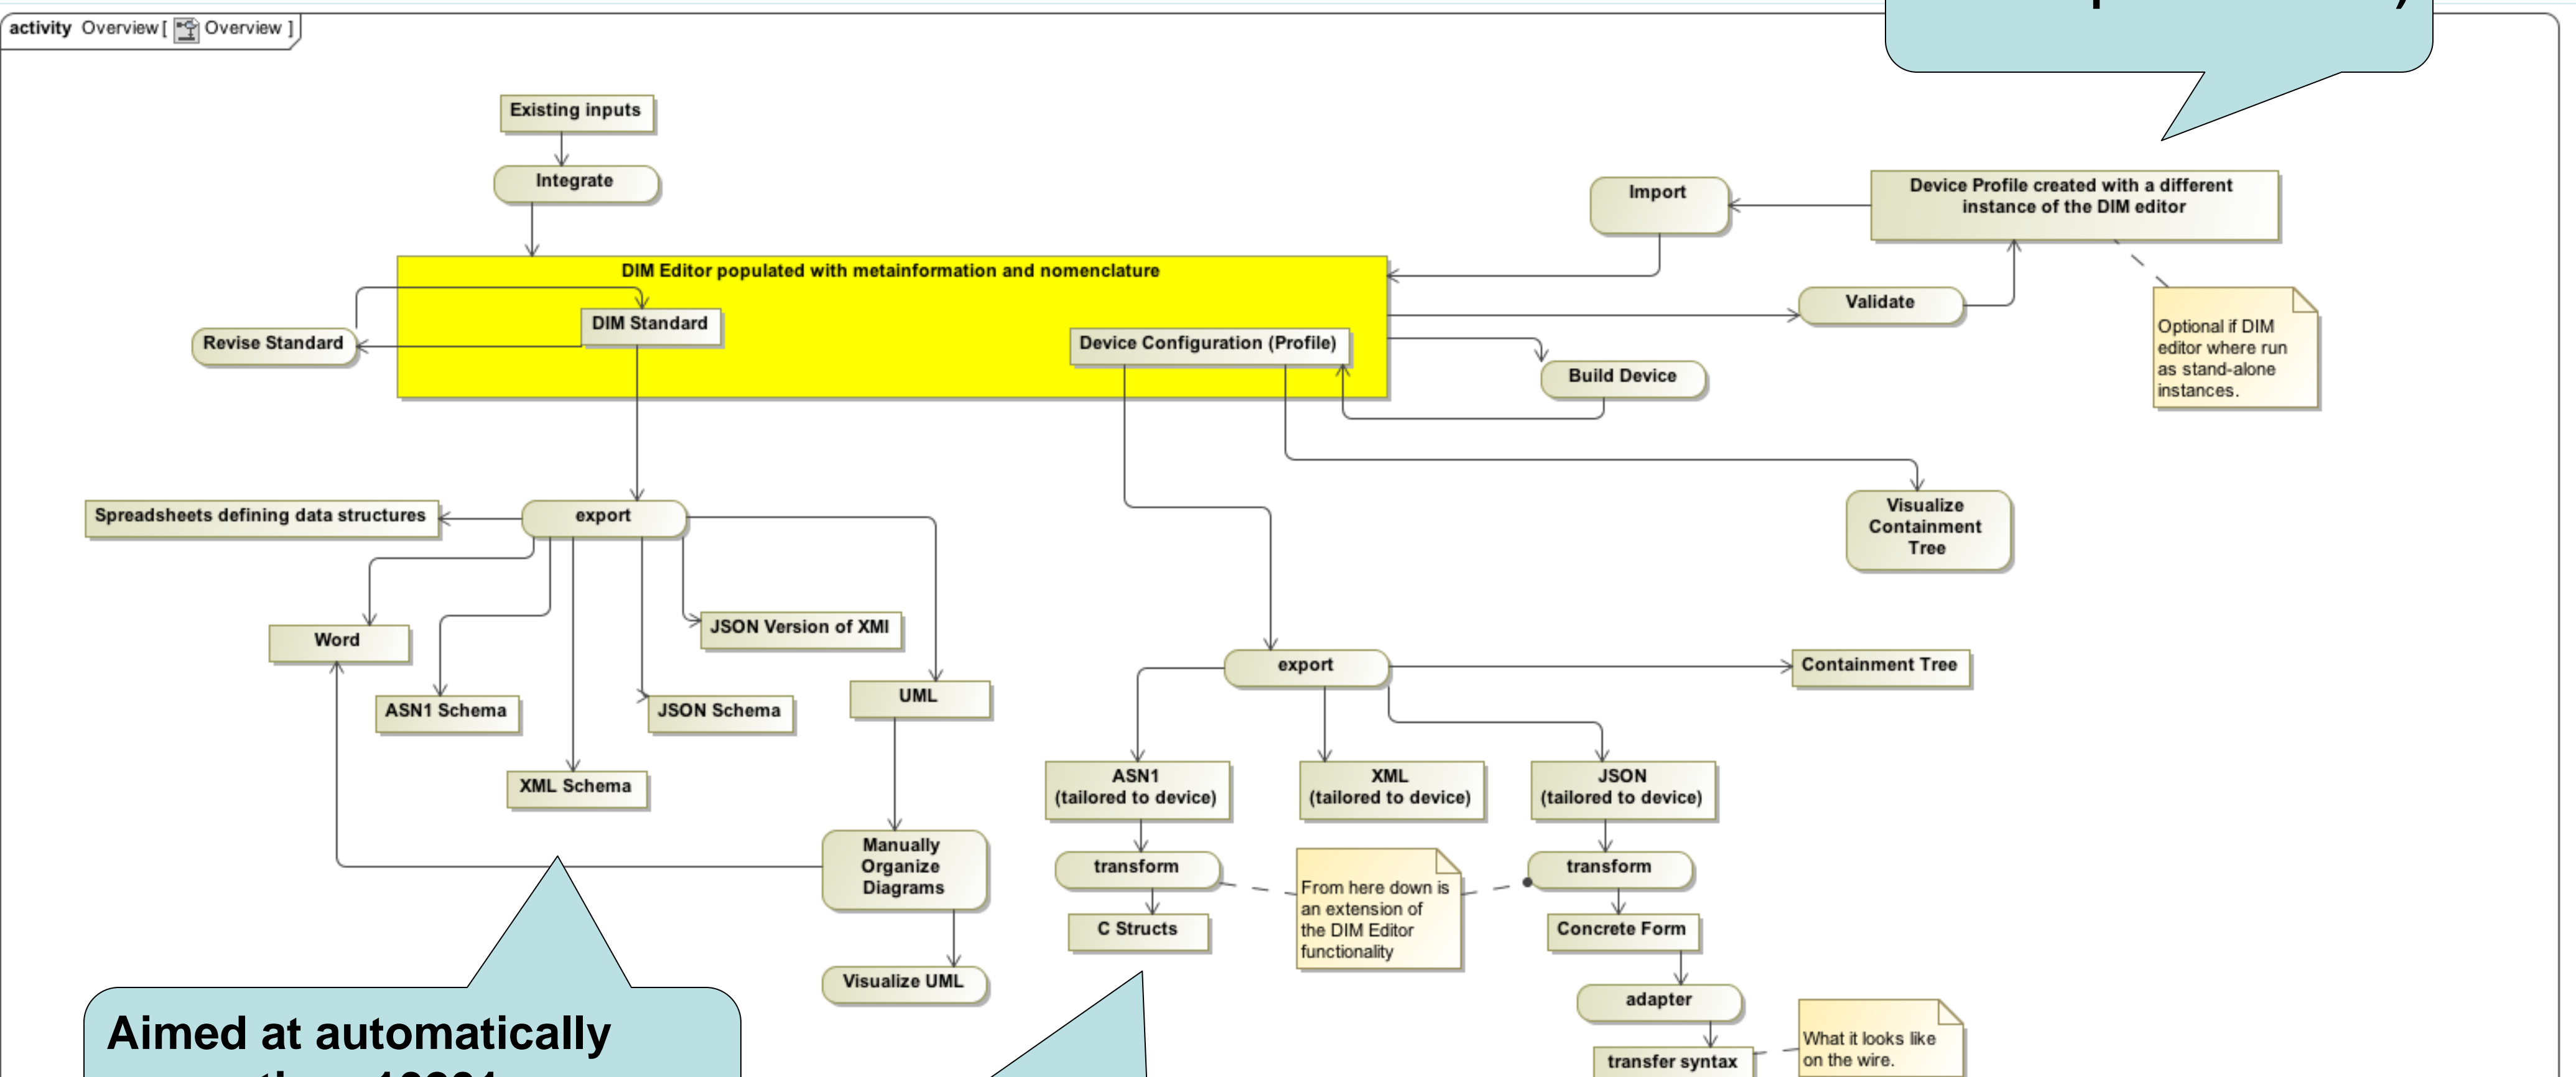 activity Overview [ Overview ]
Existing inputs
Integrate
Import
Device Profile created with a different
instance of the DIM editor
DIM Editor populated with metainformation and nomenclature
DIM Standard
Revise Standard
Device Configuration (Profile)
Validate
Build Device
Optional if DIM
editor where run
as stand-alone
instances.
Visualize
Containment
Tree
Spreadsheets defining data structures
export
Word
JSON Version of XMI
ASN1 Schema
JSON Schema
UML
XML Schema
Manually
Organize
Diagrams
Visualize UML
export
Containment Tree
ASN1
(tailored to device)
XML
(tailored to device)
JSON
(tailored to device)
transform
transform
From here down is
an extension of
the DIM Editor
functionality
C Structs
Concrete Form
adapter
transfer syntax
What it looks like
on the wire.
Aimed at automatically